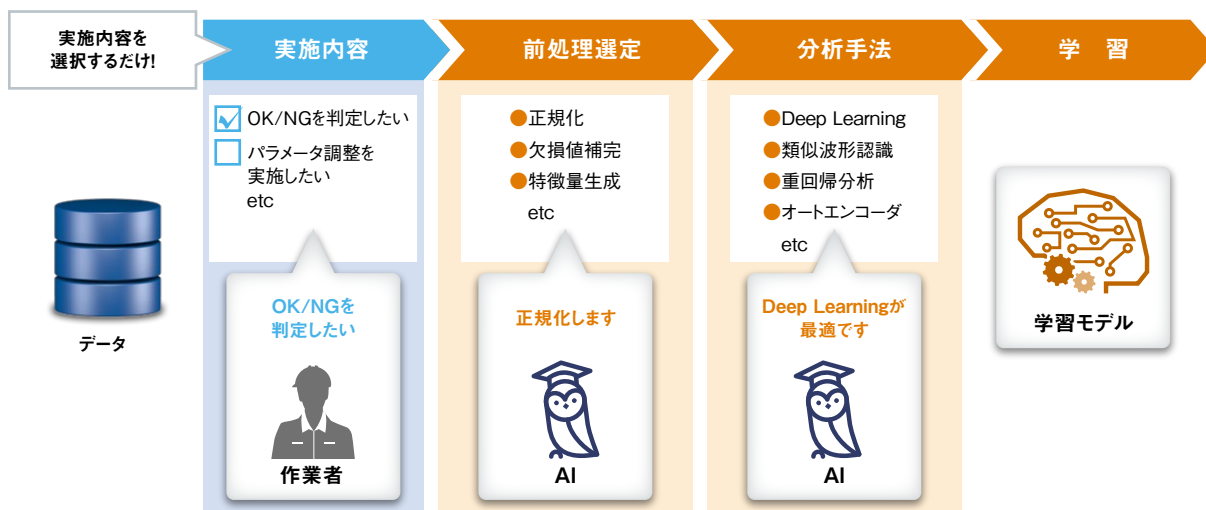 実施内容を
選択するだけ!
実施内容
前処理選定
分析手法
学 習
OK/NGを判定したい
パラメータ調整を
実施したい
etc
●正規化
●欠損値補完
●特徴量生成
etc
●Deep Learning
●類似波形認識
●重回帰分析
●オートエンコーダ
etc
データ
OK/NGを
判定したい
作業者
正規化します
AI
Deep Learningが
最適です
AI
学習モデル